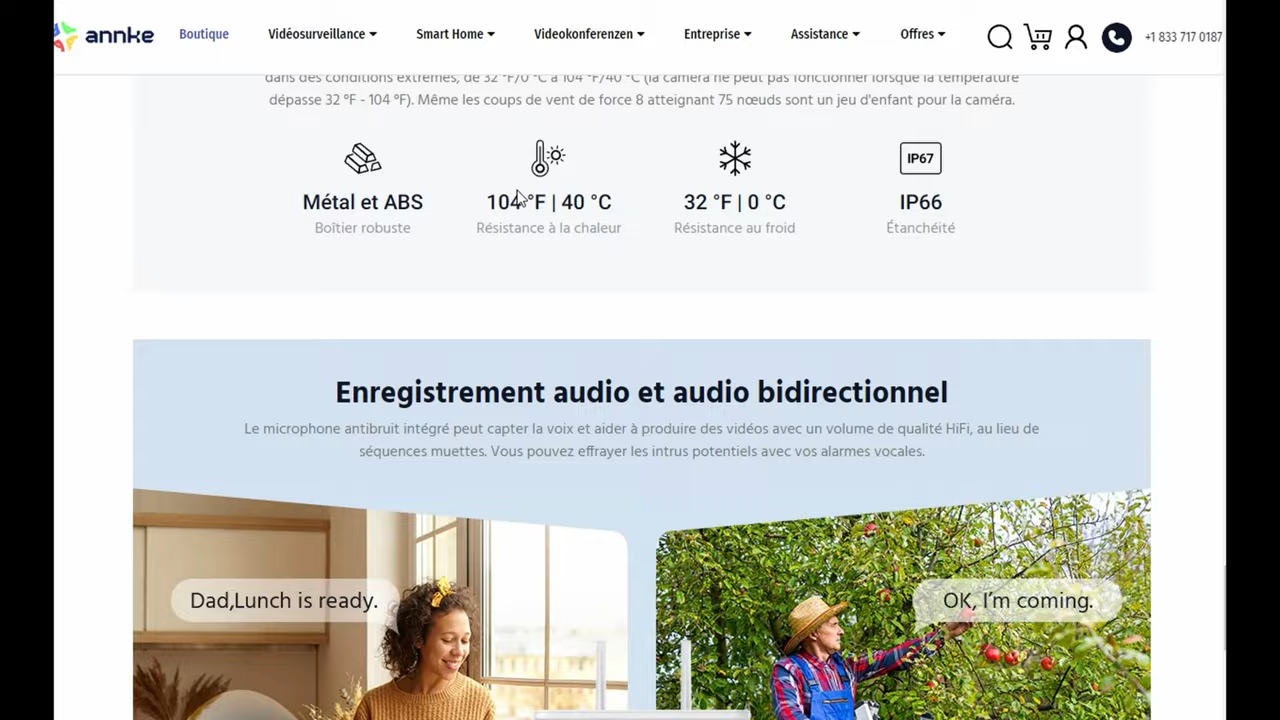 annke
Boutique
Vidéosurveillance
Smart Home
Videokonferenzen
Entreprise
Assistance
Offres
+1 833 717 0187
dans des conditions extrêmes, de 32 °F/0 °C à 104 °F/40 °C (la caméra ne peut pas fonctionner lorsque la température
dépasse 32 °F - 104 °F). Même les coups de vent de force 8 atteignant 75 nœuds sont un jeu d'enfant pour la caméra.
IP67
Métal et ABS
104 °F | 40 °C
32 °F | 0 °C
IP66
Boîtier robuste
Résistance à la chaleur
Résistance au froid
Étanchéité
Enregistrement audio et audio bidirectionnel
Le microphone antibruit intégré peut capter la voix et aider à produire des vidéos avec un volume de qualité HiFi, au lieu de
séquences muettes. Vous pouvez effrayer les intrus potentiels avec vos alarmes vocales.
Dad,Lunch is ready.
OK, I'm coming.